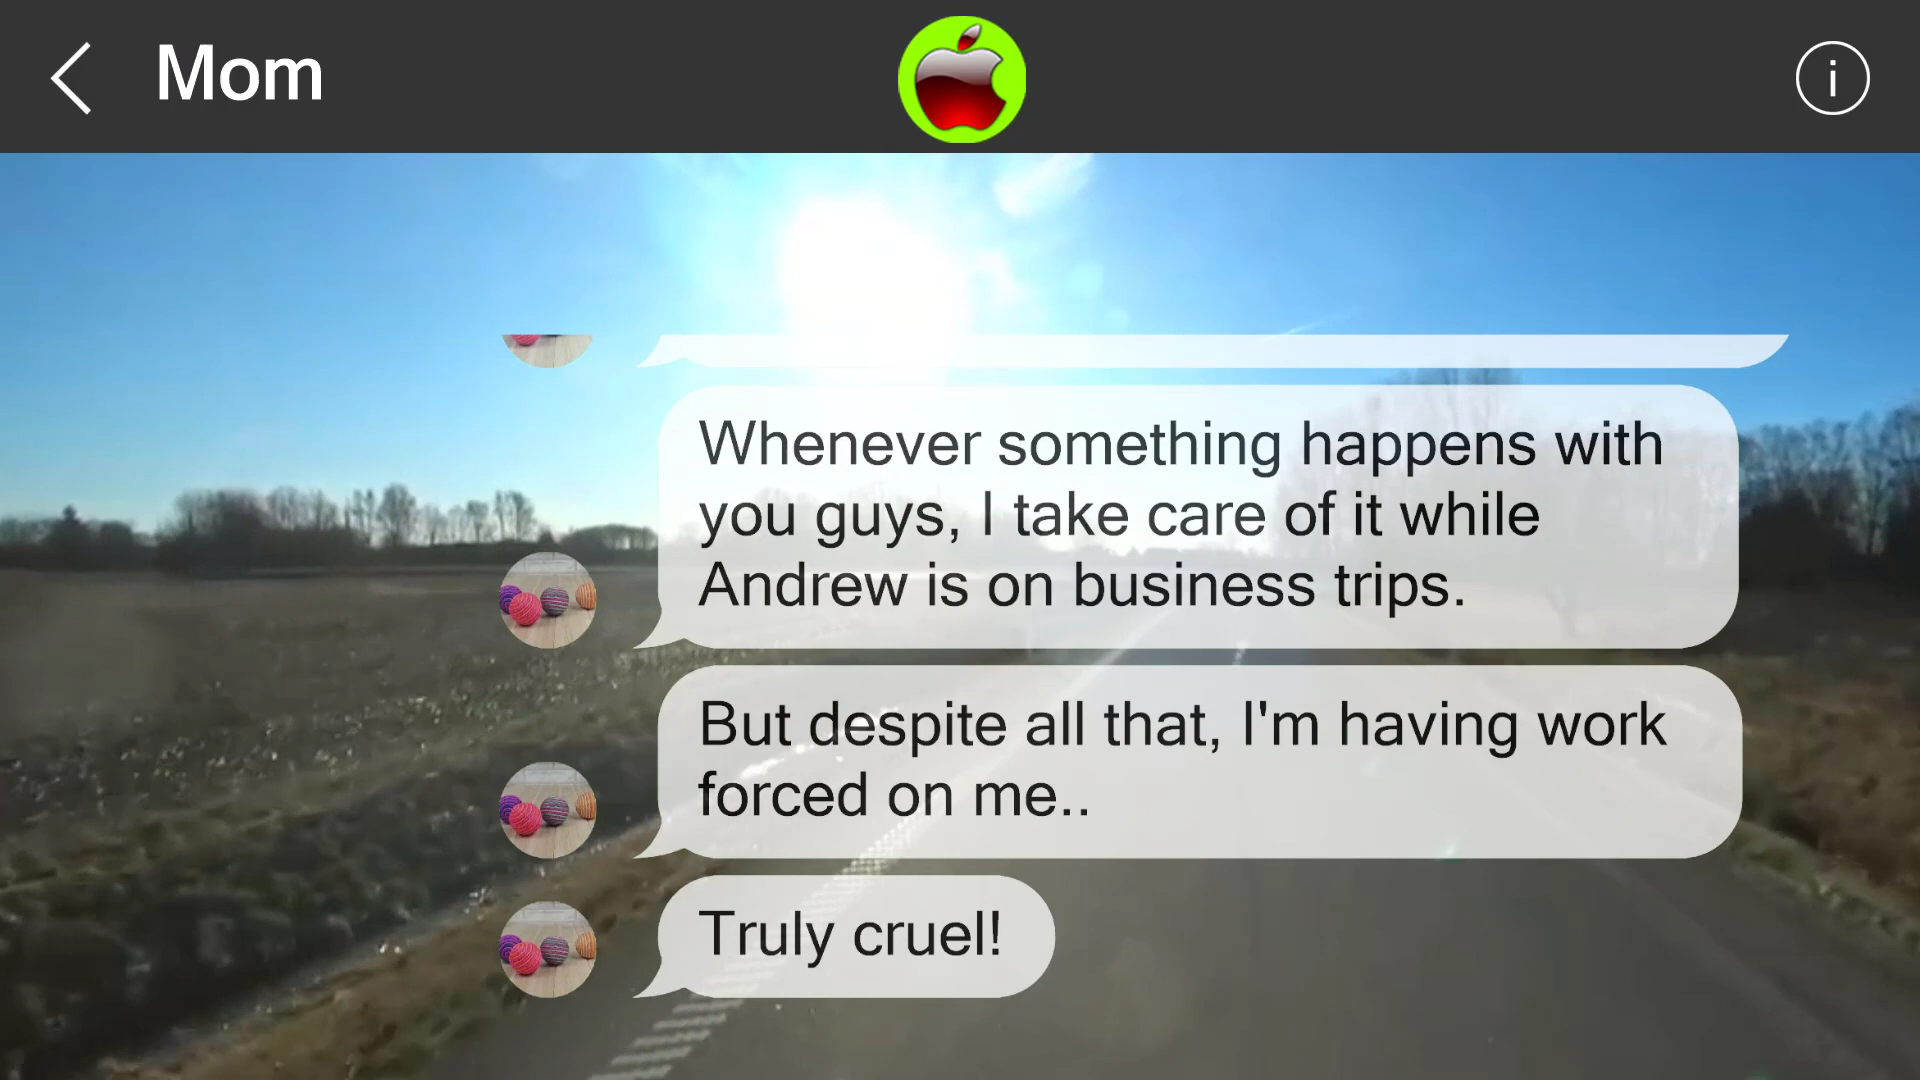 Mom
i
Whenever something happens with
you guys, I take care of it while
Andrew is on business trips.
But despite all that, I'm having work
forced on me..
Truly cruel!